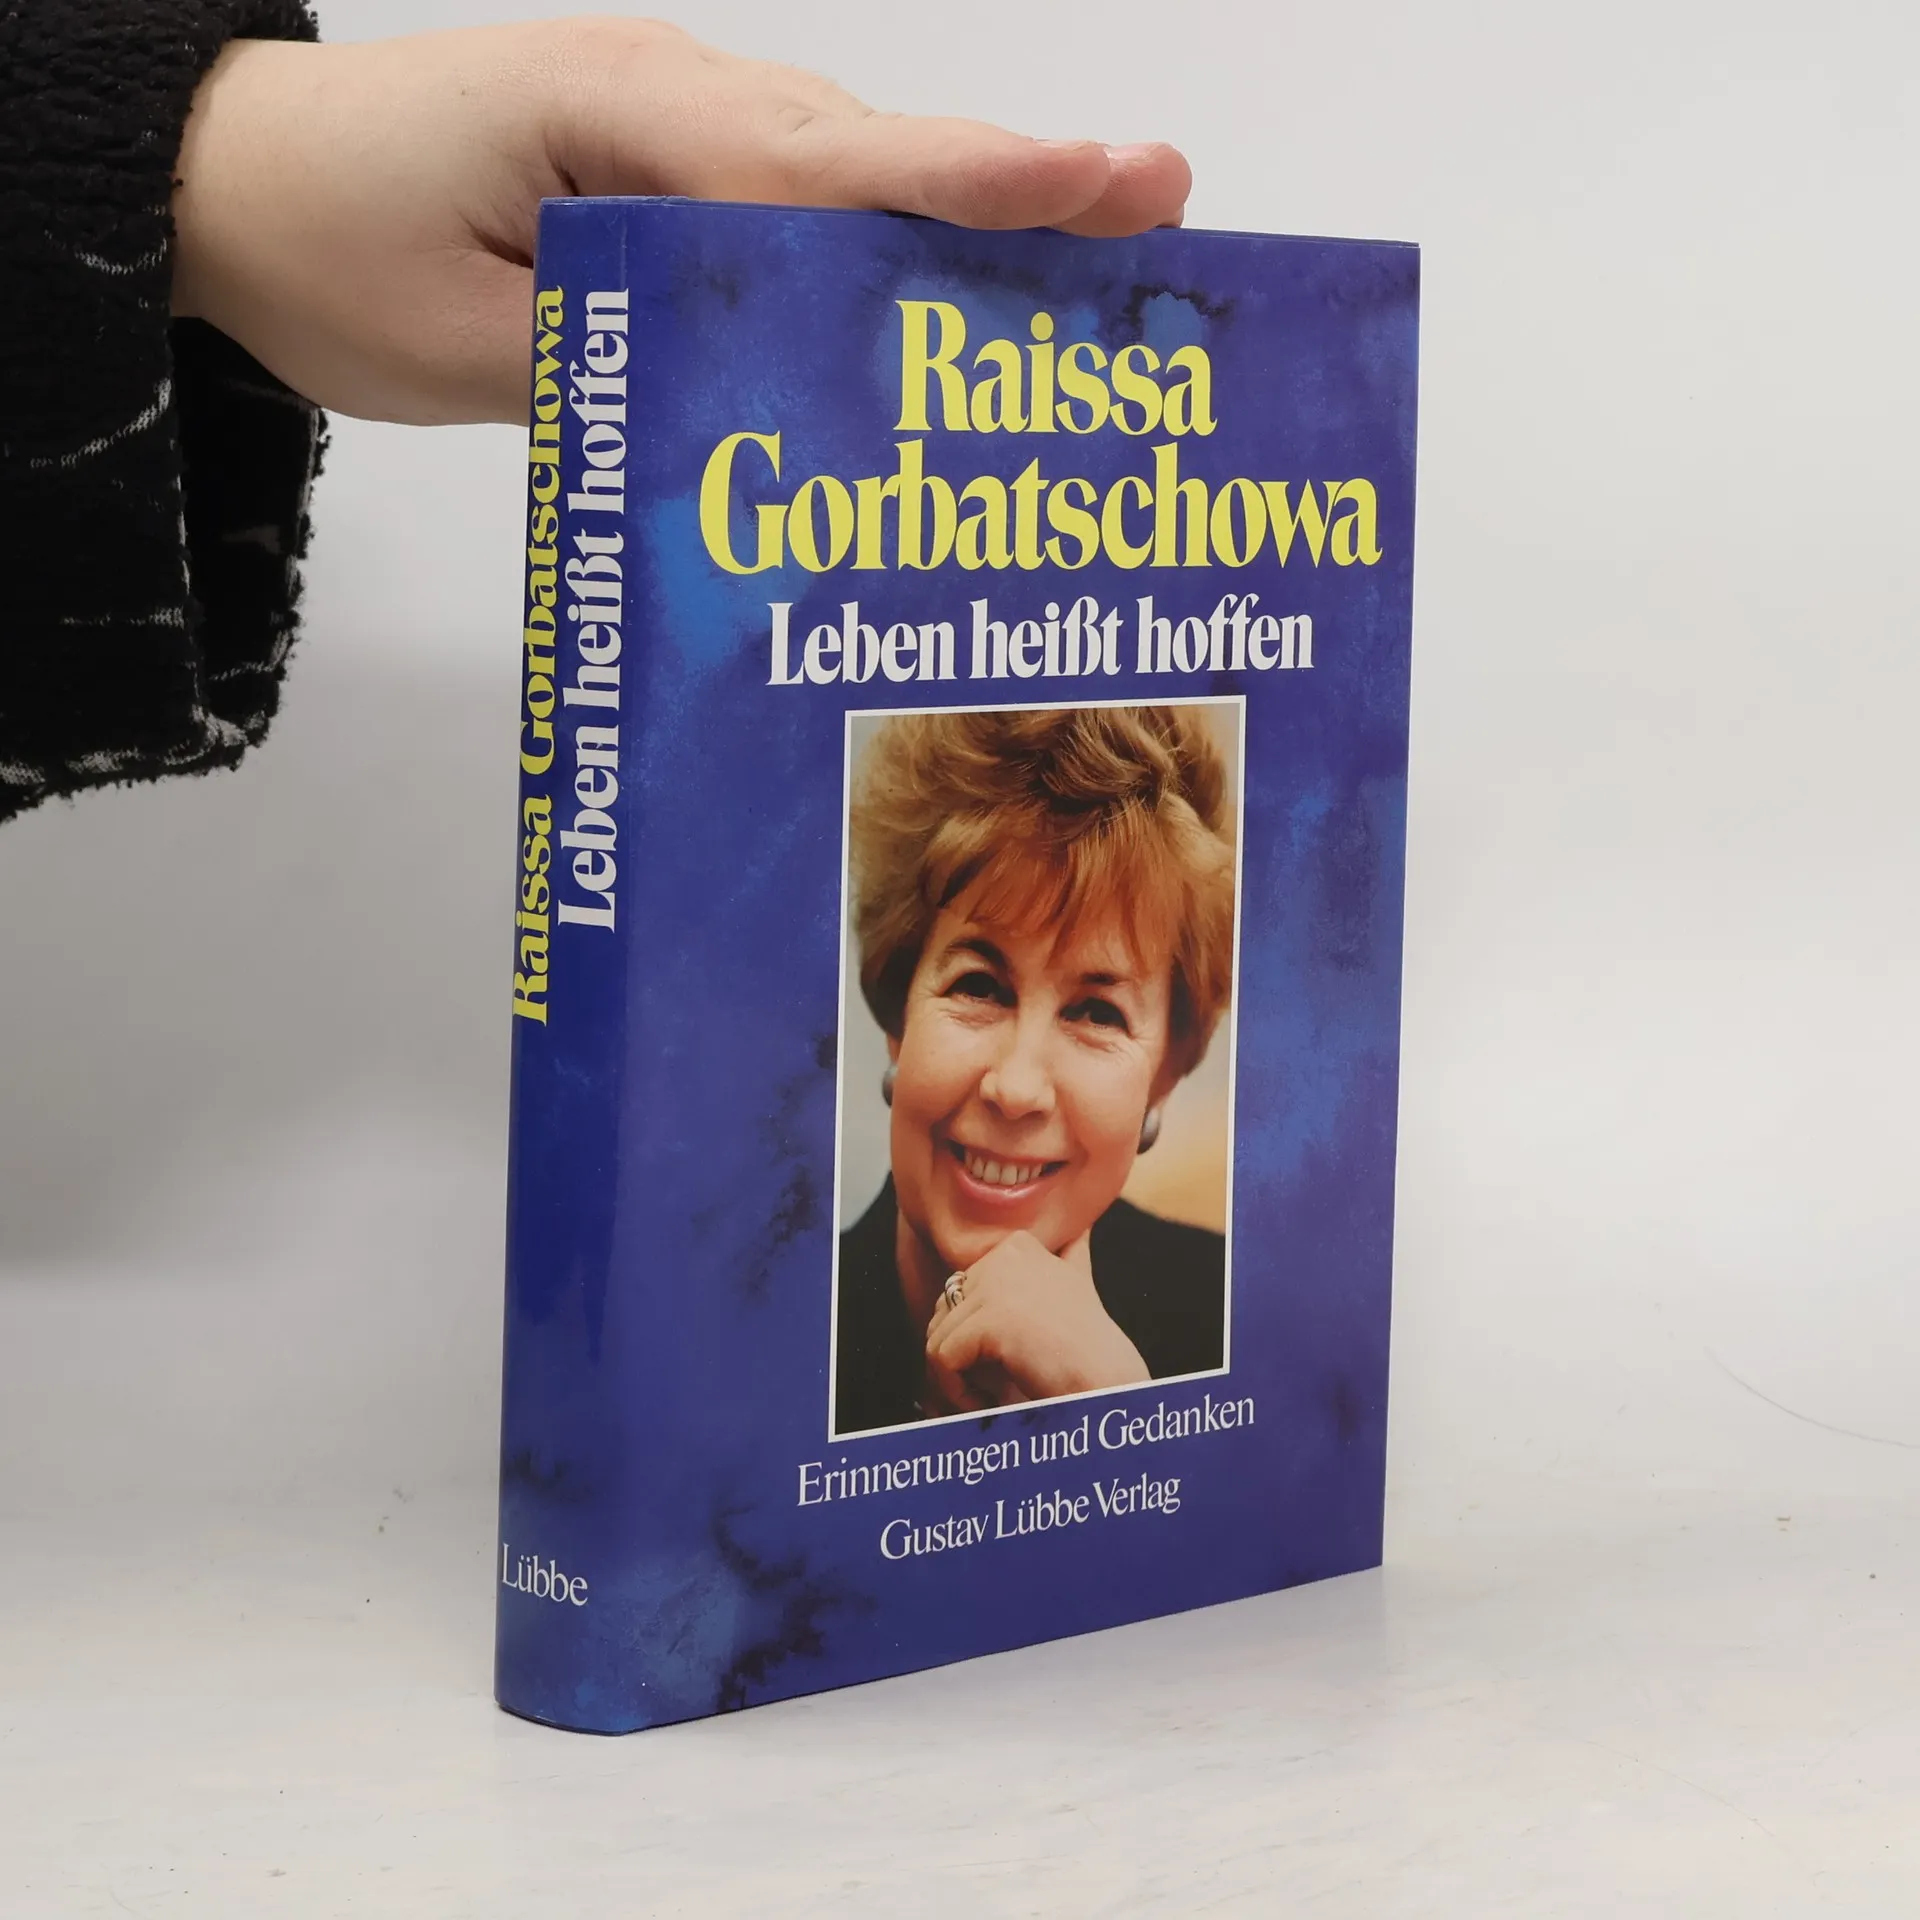 Raissa Gorbatschowa
Leben heißt hoffen
Lübbe
Raissa
Gorbatschowa
Leben heißt hoffen
Erinnerungen und Gedanken
Gustav Lübbe Verlag